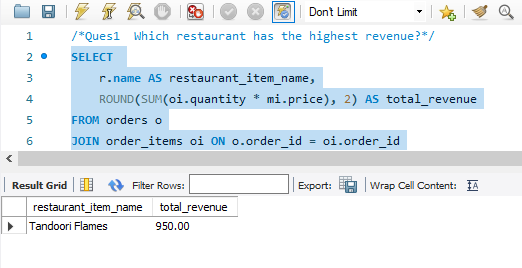 Don't Limit
1 /*Ques1 Which restaurant has the highest revenue?*/
2 SELECT
3 r.name AS restaurant_item_name,
4 ROUND(SUM(oi.quantity * mi.price), 2) AS total_revenue
5 FROM orders o
6 JOIN order_items oi ON o.order_id = oi.order_id
Result Grid Filter Rows: Export: Wrap Cell Content: IA
restaurant_item_name total_revenue
Tandoori Flames 950.00